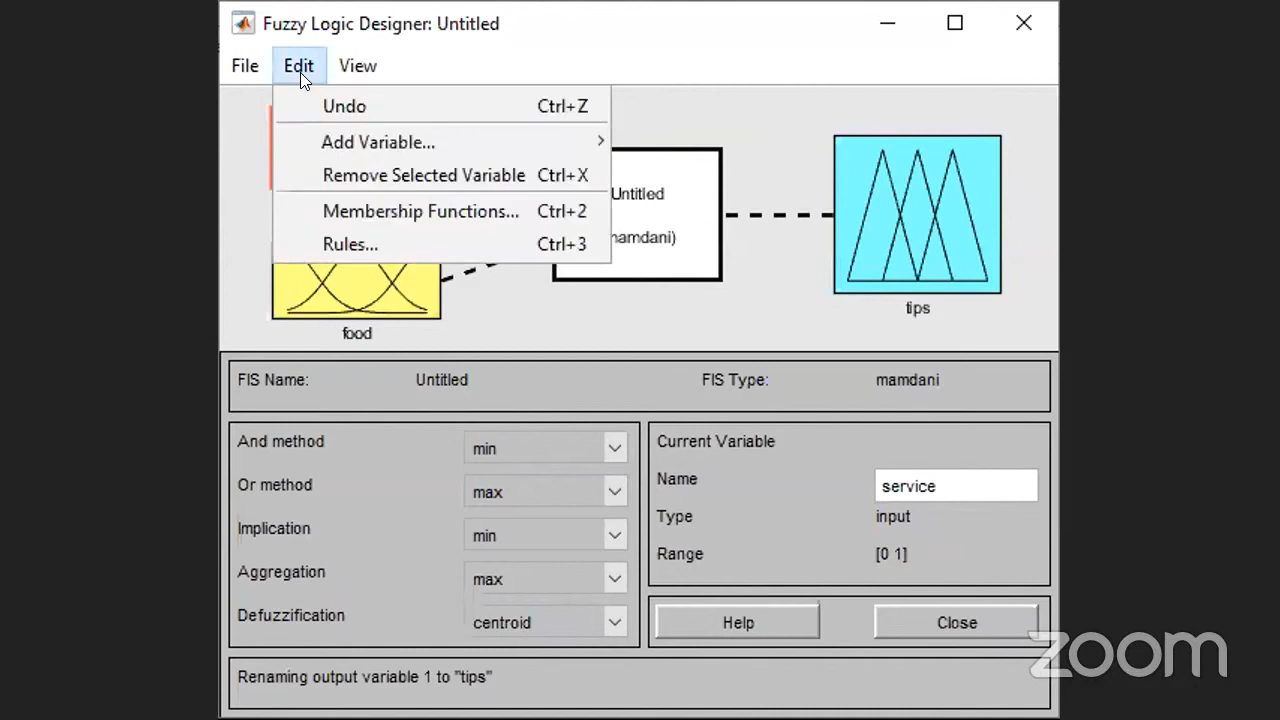 Fuzzy Logic Designer: Untitled
File Edit View
Undo Ctrl+Z
Add Variable...
Remove Selected Variable Ctrl+X
Membership Functions... Ctrl+2
Rules... Ctrl+3
Untitled
mamdani)
food
tips
FIS Name: Untitled FIS Type: mamdani
And method min
Or method max
Implication min
Aggregation max
Defuzzification centroid
Current Variable
Name service
Type input
Range [0 1]
Help Close
Renaming output variable 1 to "tips"
zoom